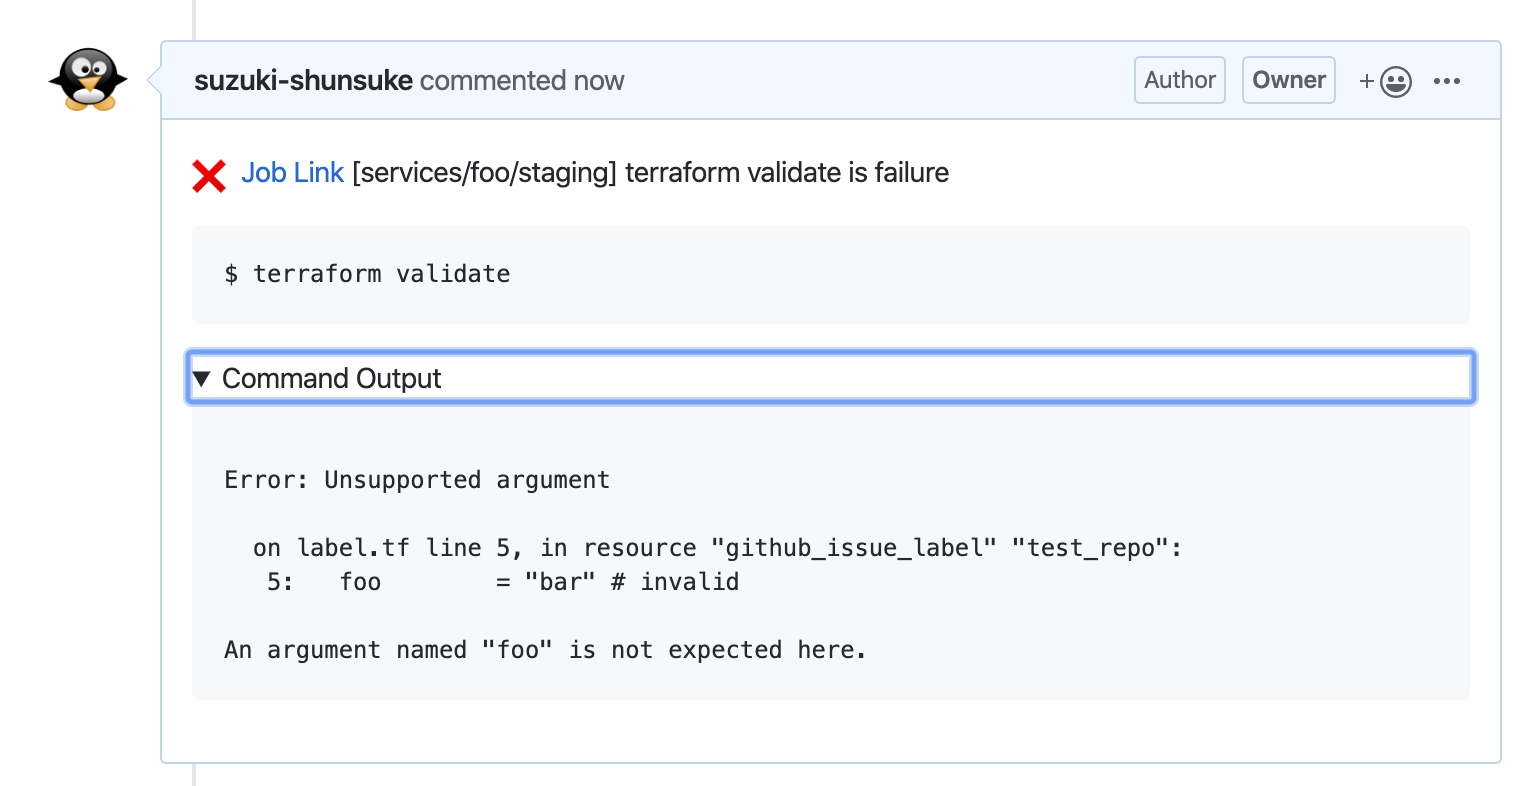 suzuki-shunsuke commented now
Author
Owner
Job Link [services/foo/staging] terraform validate is failure
$ terraform validate
▼ Command Output
Error: Unsupported argument
on label.tf line 5, in resource "github_issue_label" "test_repo":
5:   foo        = "bar" # invalid
An argument named "foo" is not expected here.